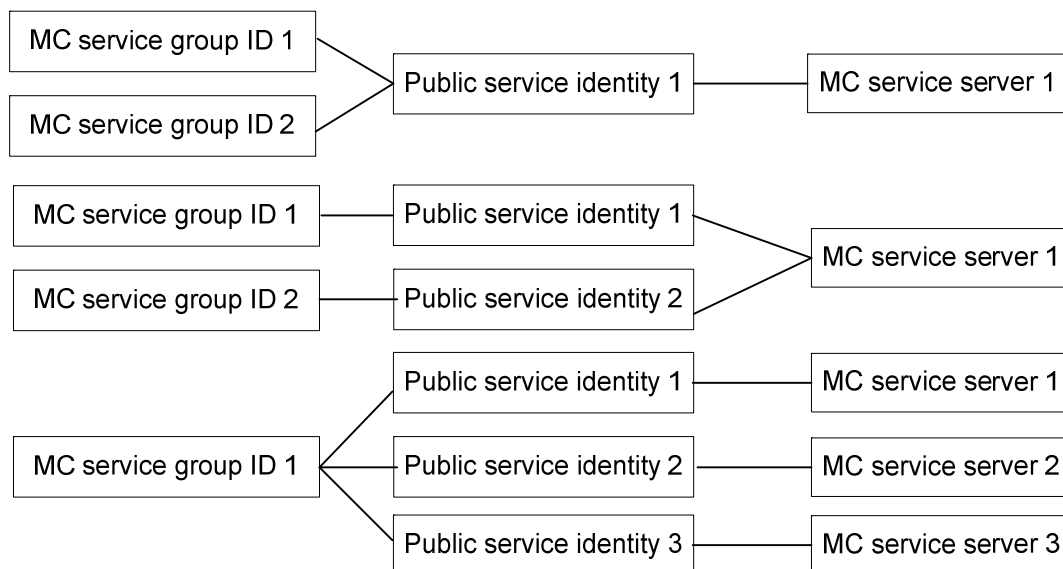 MC service group ID 1
Public service identity 1
MC service server 1
MC service group ID 2
MC service group ID 1
Public service identity 1
MC service server 1
MC service group ID 2
Public service identity 2
Public service identity 1
MC service server 1
MC service group ID 1
Public service identity 2
MC service server 2
Public service identity 3
MC service server 3